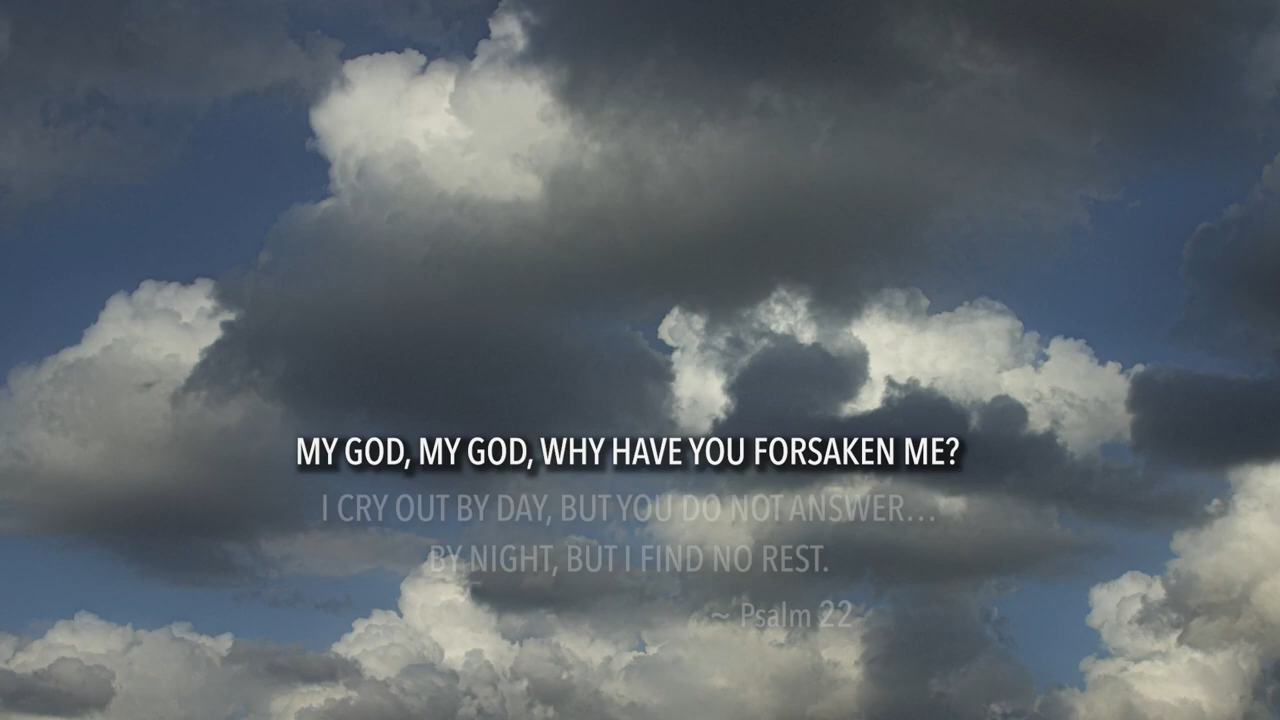 MY GOD, MY GOD, WHY HAVE YOU FORSAKEN ME?
I CRY OUT BY DAY, BUT YOU DO NOT ANSWER...
BY NIGHT, BUT I FIND NO REST.
~ Psalm 22